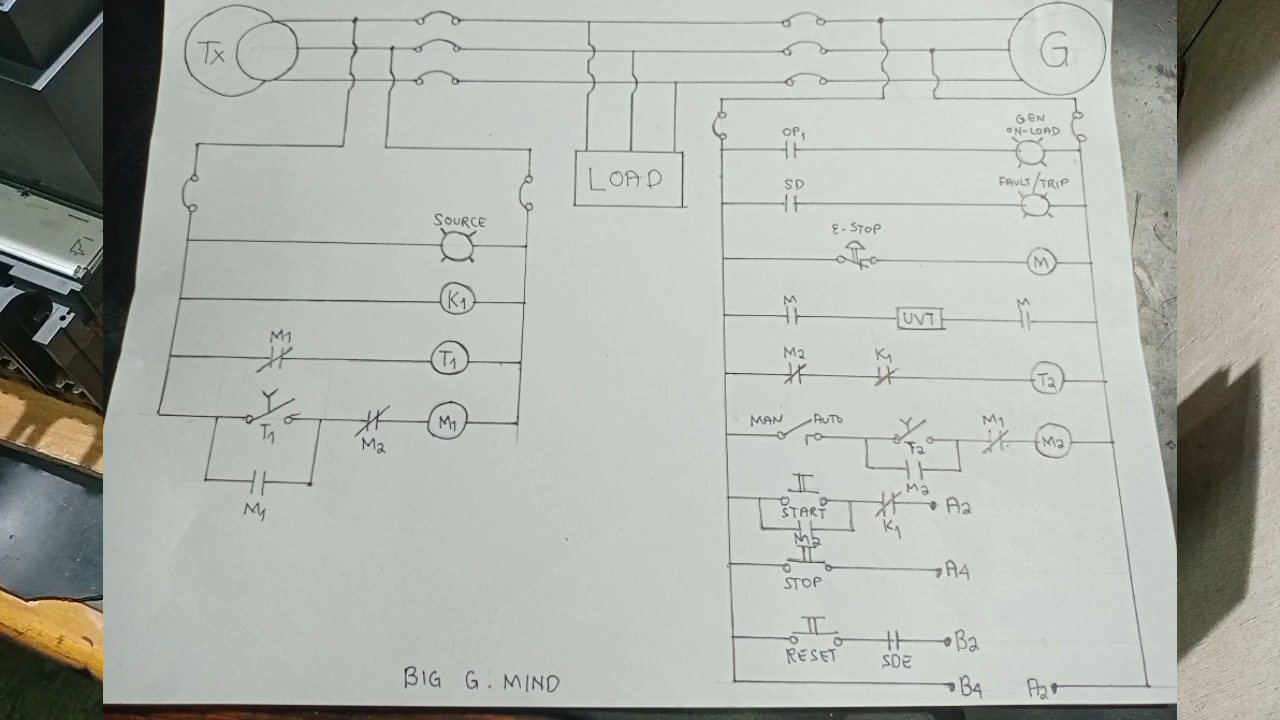 Tx
G
LOAD
SOURCE
K1
M1
T1
Y
T1
M2
M1
M1
GEN
ON-LOAD
OP1
FAULT/TRIP
SD
E-STOP
M
M
UVT
M
M2
K1
T2
MAN
AUTO
Y
T2
M1
M2
M2
START
K1
A2
M2
STOP
A4
RESET
SDE
B2
B4
A2
BIG G. MIND